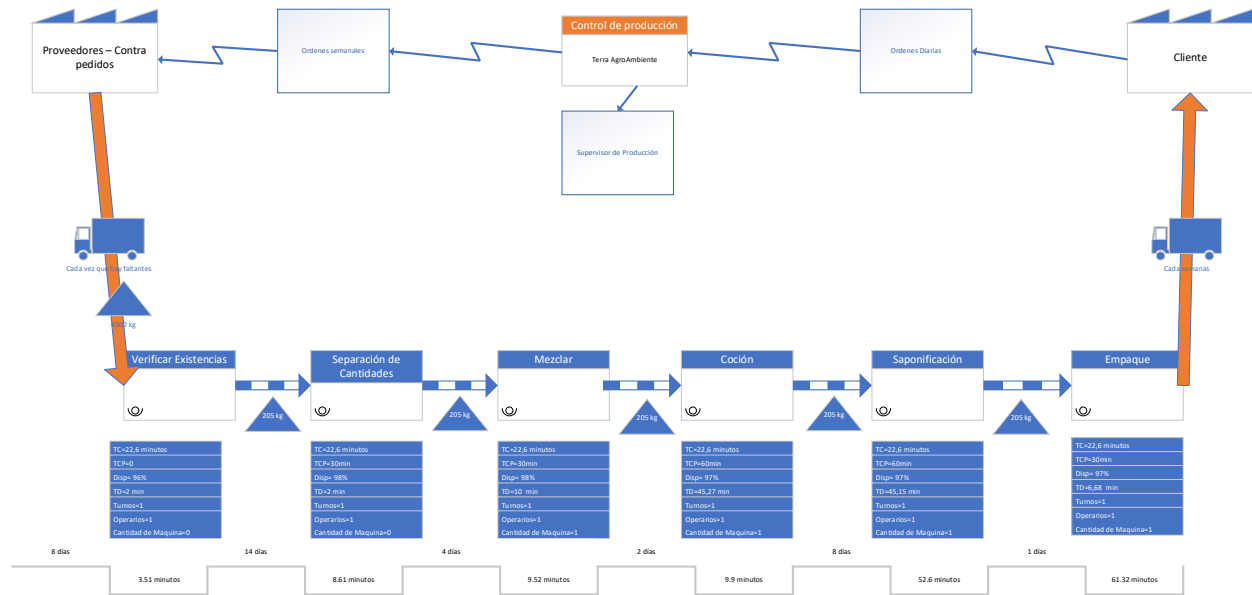 Proveedores – Contra
pedidos
Ordenes semanales
Control de producción
Terra AgroAmbiente
Ordenes Diarias
Cliente
Supervisor de Producción
Cada vez que hay faltantes
Cada semanas
kg
Verificar Existencias
Separación de
Cantidades
Mezclar
Coción
Saponificación
Empaque
205 kg
205 kg
205 kg
205 kg
205 kg
TC=22,6 minutos
TCP=0
Disp= 96%
TD=2 min
Turnos=1
Operarios=1
Cantidad de Maquina=0
TC=22,6 minutos
TCP=30min
Disp= 98%
TD=2 min
Turnos=1
Operarios=1
Cantidad de Maquina=0
TC=22,6 minutos
TCP=30min
Disp= 98%
TD=10 min
Turnos=1
Operarios=1
Cantidad de Maquina=1
TC=22,6 minutos
TCP=60min
Disp= 97%
TD=45,27 min
Turnos=1
Operarios=1
Cantidad de Maquina=1
TC=22,6 minutos
TCP=60min
Disp= 97%
TD=45,15 min
Turnos=1
Operarios=1
Cantidad de Maquina=1
TC=22,6 minutos
TCP=30min
Disp= 97%
TD=6,68 min
Turnos=1
Operarios=1
Cantidad de Maquina=1
8 días
14 días
4 días
2 días
8 días
1 días
3.51 minutos
8.61 minutos
9.52 minutos
9.9 minutos
52.6 minutos
61.32 minutos